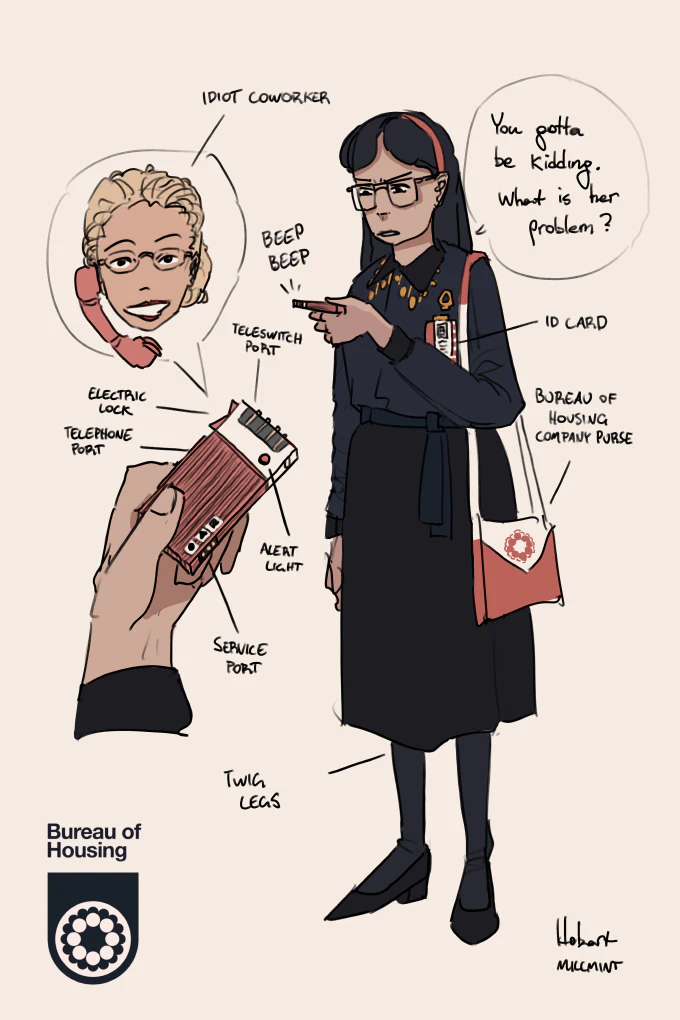 IDIOT COWORKER
You gotta
be kidding.
What is her
problem?
BEEP
BEEP
TELESWITCH
PORT
ID CARD
ELECTRIC
LOCK
TELEPHONE
PORT
BUREAU OF
HOUSING
COMPANY PURSE
ALERT
LIGHT
SERVICE
PORT
TWIG
LEGS
Bureau of
Housing
Hobart
MILLMINT